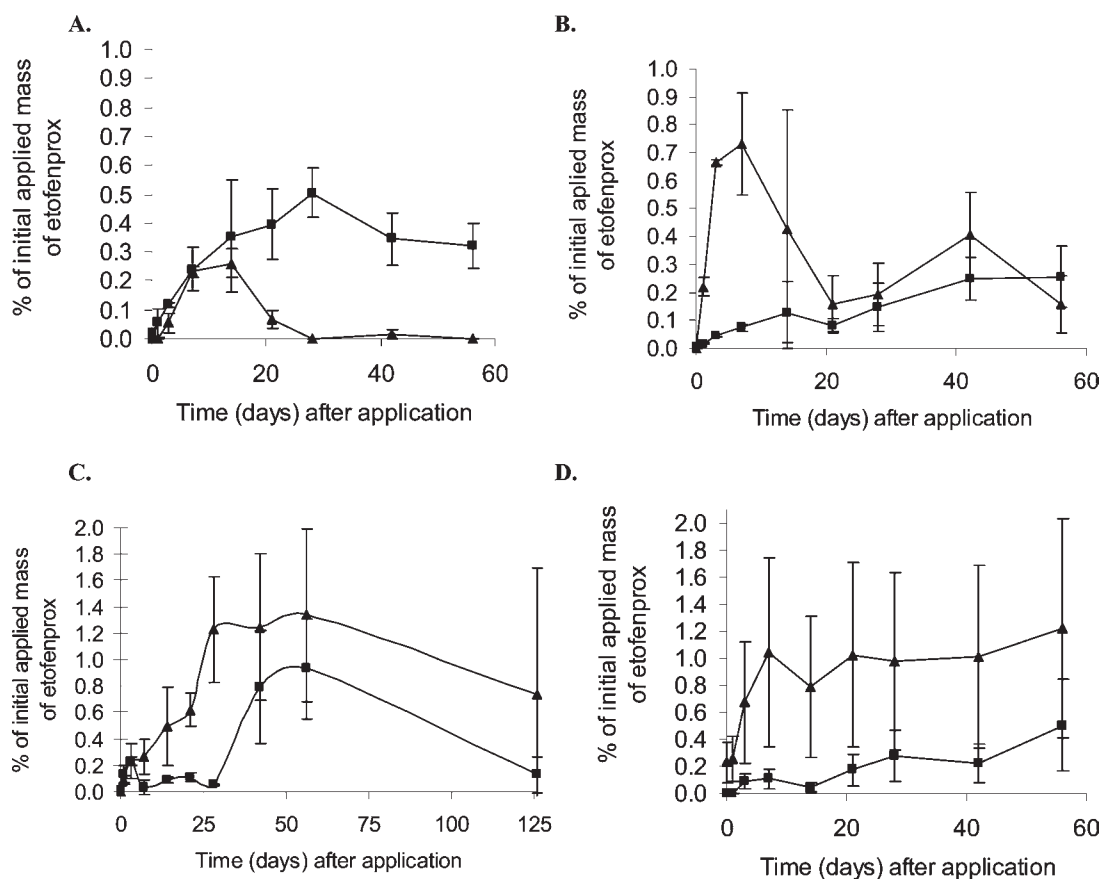 A.
% of initial applied mass
of etofenprox
1.0
0.9
0.8
0.7
0.6
0.5
0.4
0.3
0.2
0.1
0.0
0 20 40 60
Time (days) after application
B.
% of initial aplied mass
of etofenprox
1.0
0.9
0.8
0.7
0.6
0.5
0.4
0.3
0.2
0.1
0.0
0 20 40 60
Time (days) after application
C.
% of initial applied mass
of etofenprox
2.0
1.8
1.6
1.4
1.2
1.0
0.8
0.6
0.4
0.2
0.0
0 25 50 75 100 125
Time (days) after application
D.
% of initial applied mass
of etofenprox
2.0
1.8
1.6
1.4
1.2
1.0
0.8
0.6
0.4
0.2
0.0
0 20 40 60
Time (days) after application